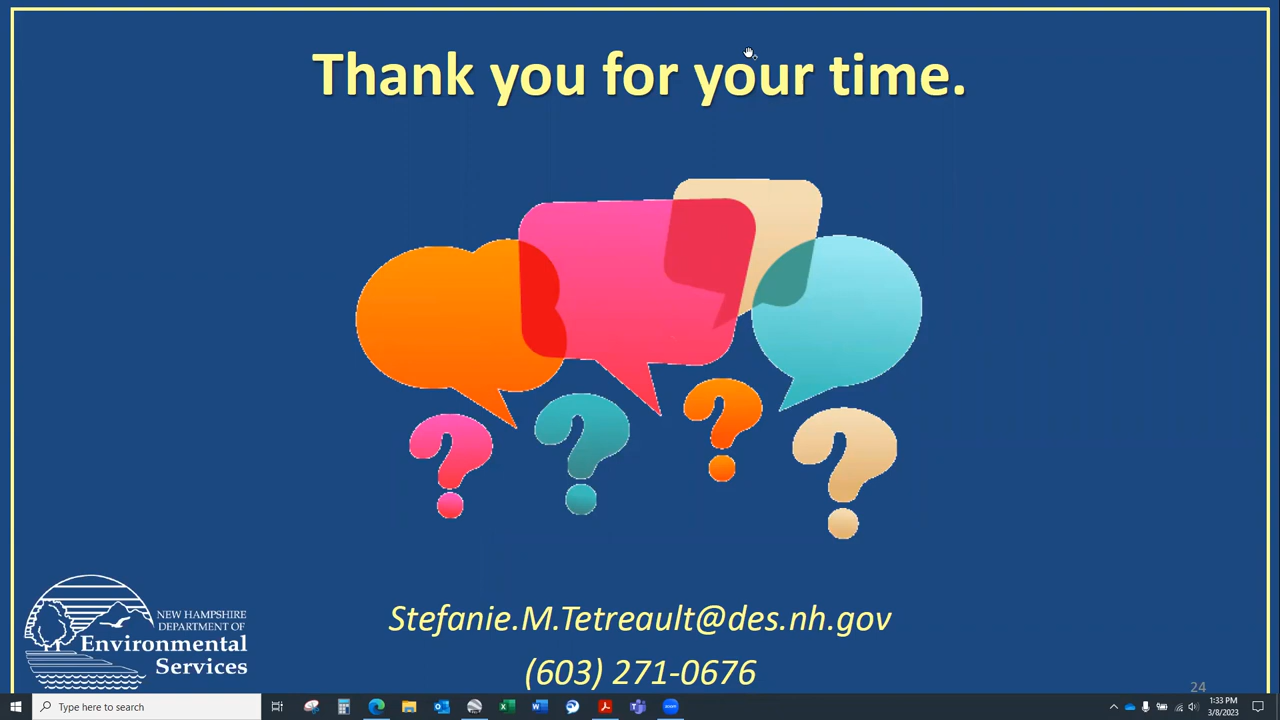 Thank you for your time.
? ? ? ?
NEW HAMPSHIRE
DEPARTMENT OF
Environmental
Services
Stefanie.M.Tetreault@des.nh.gov
(603) 271-0676
24
Type here to search
1:33 PM
3/8/2023